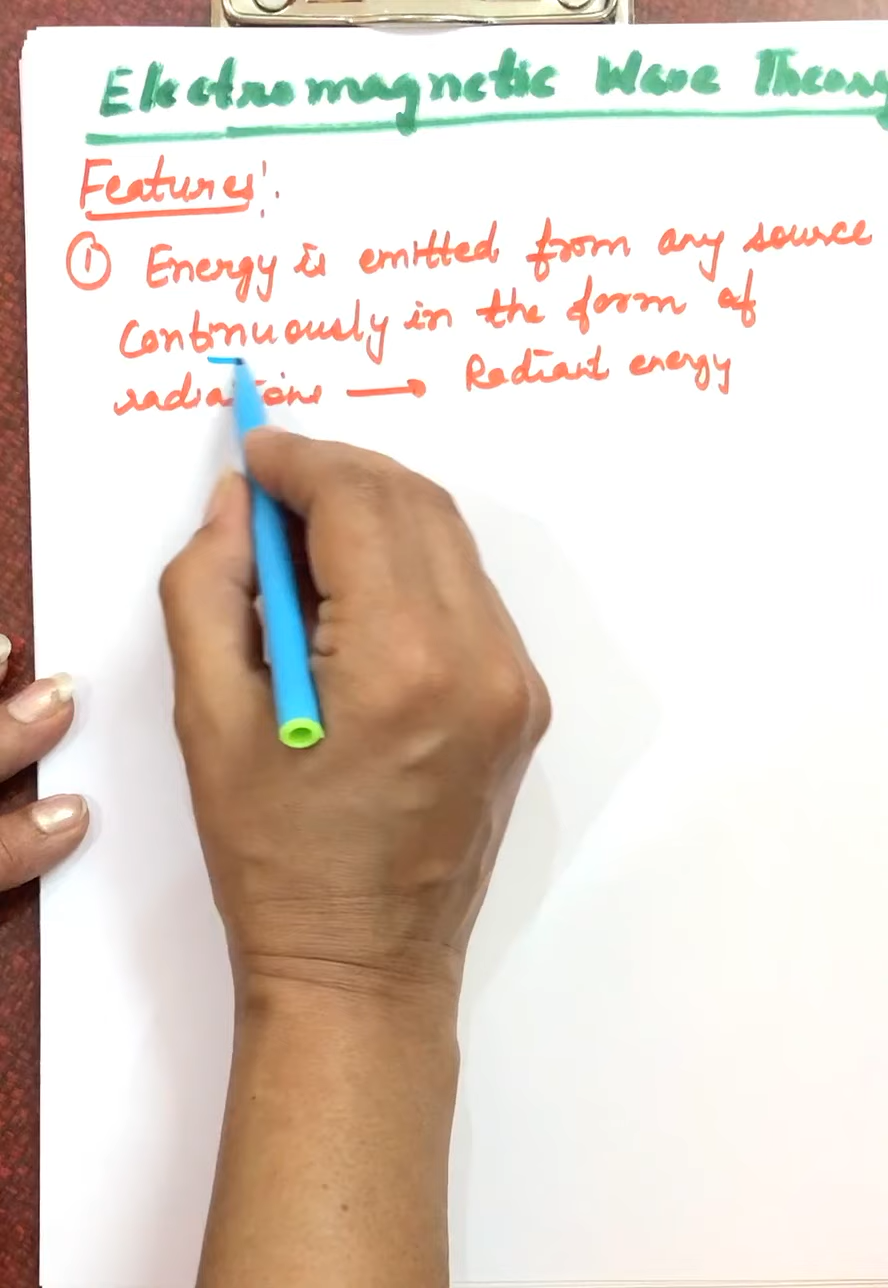 Electromagnetic Wave Theory
Features:
① Energy is emitted from any source
continuously in the form of
radiations → Radiant energy